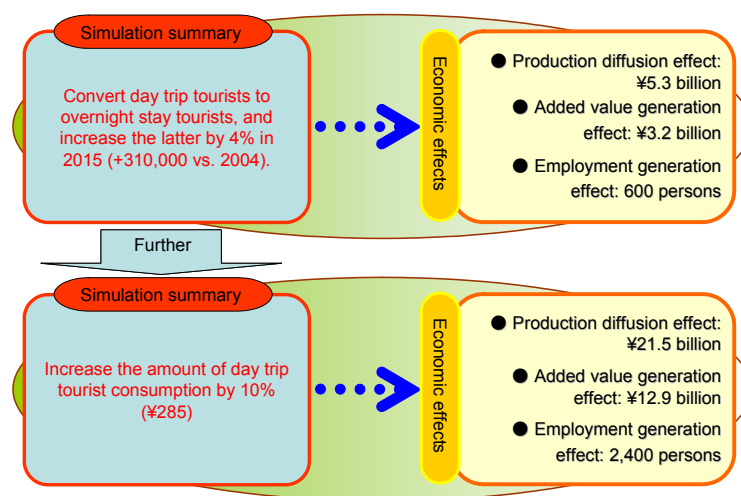 Simulation summary
Convert day trip tourists to
overnight stay tourists, and
increase the latter by 4% in
2015 (+310,000 vs. 2004).
Economic effects
● Production diffusion effect:
¥5.3 billion
● Added value generation
effect: ¥3.2 billion
● Employment generation
effect: 600 persons
Further
Simulation summary
Increase the amount of day trip
tourist consumption by 10%
(¥285)
Economic effects
● Production diffusion effect:
¥21.5 billion
● Added value generation
effect: ¥12.9 billion
● Employment generation
effect: 2,400 persons